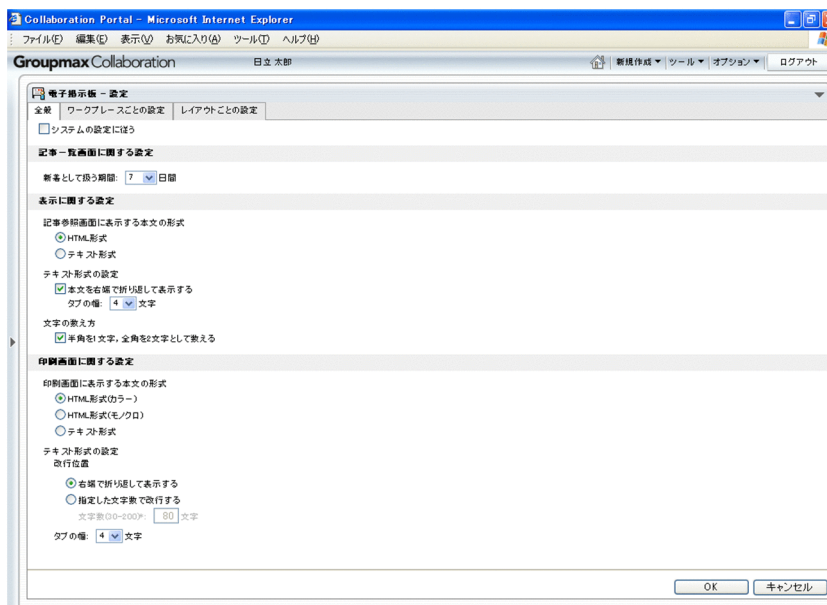 Collaboration Portal - Microsoft Internet Explorer
ファイル(F) 編集(E) 表示(V) お気に入り(A) ツール(T) ヘルプ(H)
Groupmax Collaboration 日立 太郎 新規作成 ツール オプション ログアウト
電子掲示板 - 設定
全般 ワークプレースごとの設定 レイアウトごとの設定
システムの設定に従う
記事一覧画面に関する設定
新着として扱う期間: 7 日間
表示に関する設定
記事参照画面に表示する本文の形式
HTML形式
テキスト形式
テキスト形式の設定
本文を右端で折り返して表示する
タブの幅: 4 文字
文字の数え方
半角を1文字, 全角を2文字として数える
印刷画面に関する設定
印刷画面に表示する本文の形式
HTML形式(カラー)
HTML形式(モノクロ)
テキスト形式
テキスト形式の設定
改行位置
右端で折り返して表示する
指定した文字数で改行する
文字数(30-200)*: 80 文字
タブの幅: 4 文字
OK キャンセル